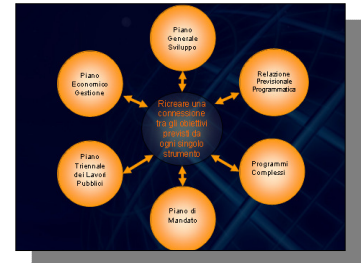 Piano
Generale
Sviluppo
Piano
Economico
Gestione
Relazione
Previsionale
Programmatica
Ricreare una
connessione
tra gli obiettivi
previsti da
ogni singolo
strumento
Piano
Triennale
dei Lavori
Pubblici
Programmi
Complessi
Piano di
Mandato